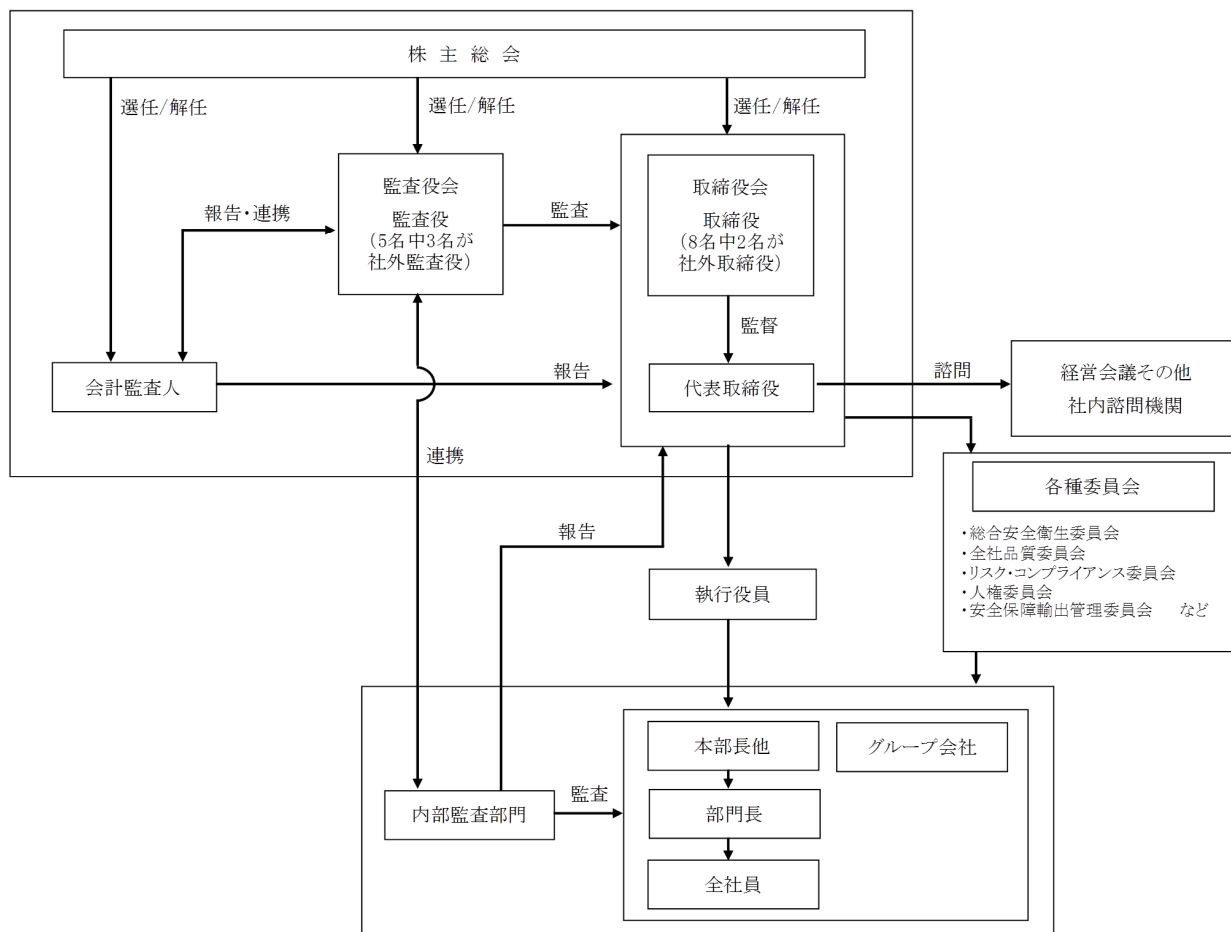 株 主 総 会
選任/解任
選任/解任
選任/解任
監査役会
監査役
（5名中3名が
社外監査役）
取締役会
取締役
（8名中2名が
社外取締役）
報告・連携
監査
監督
会計監査人
報告
代表取締役
諮問
経営会議その他
社内諮問機関
連携
各種委員会
・総合安全衛生委員会
・全社品質委員会
・リスク・コンプライアンス委員会
・人権委員会
・安全保障輸出管理委員会　など
報告
執行役員
本部長他
グループ会社
内部監査部門
監査
部門長
全社員